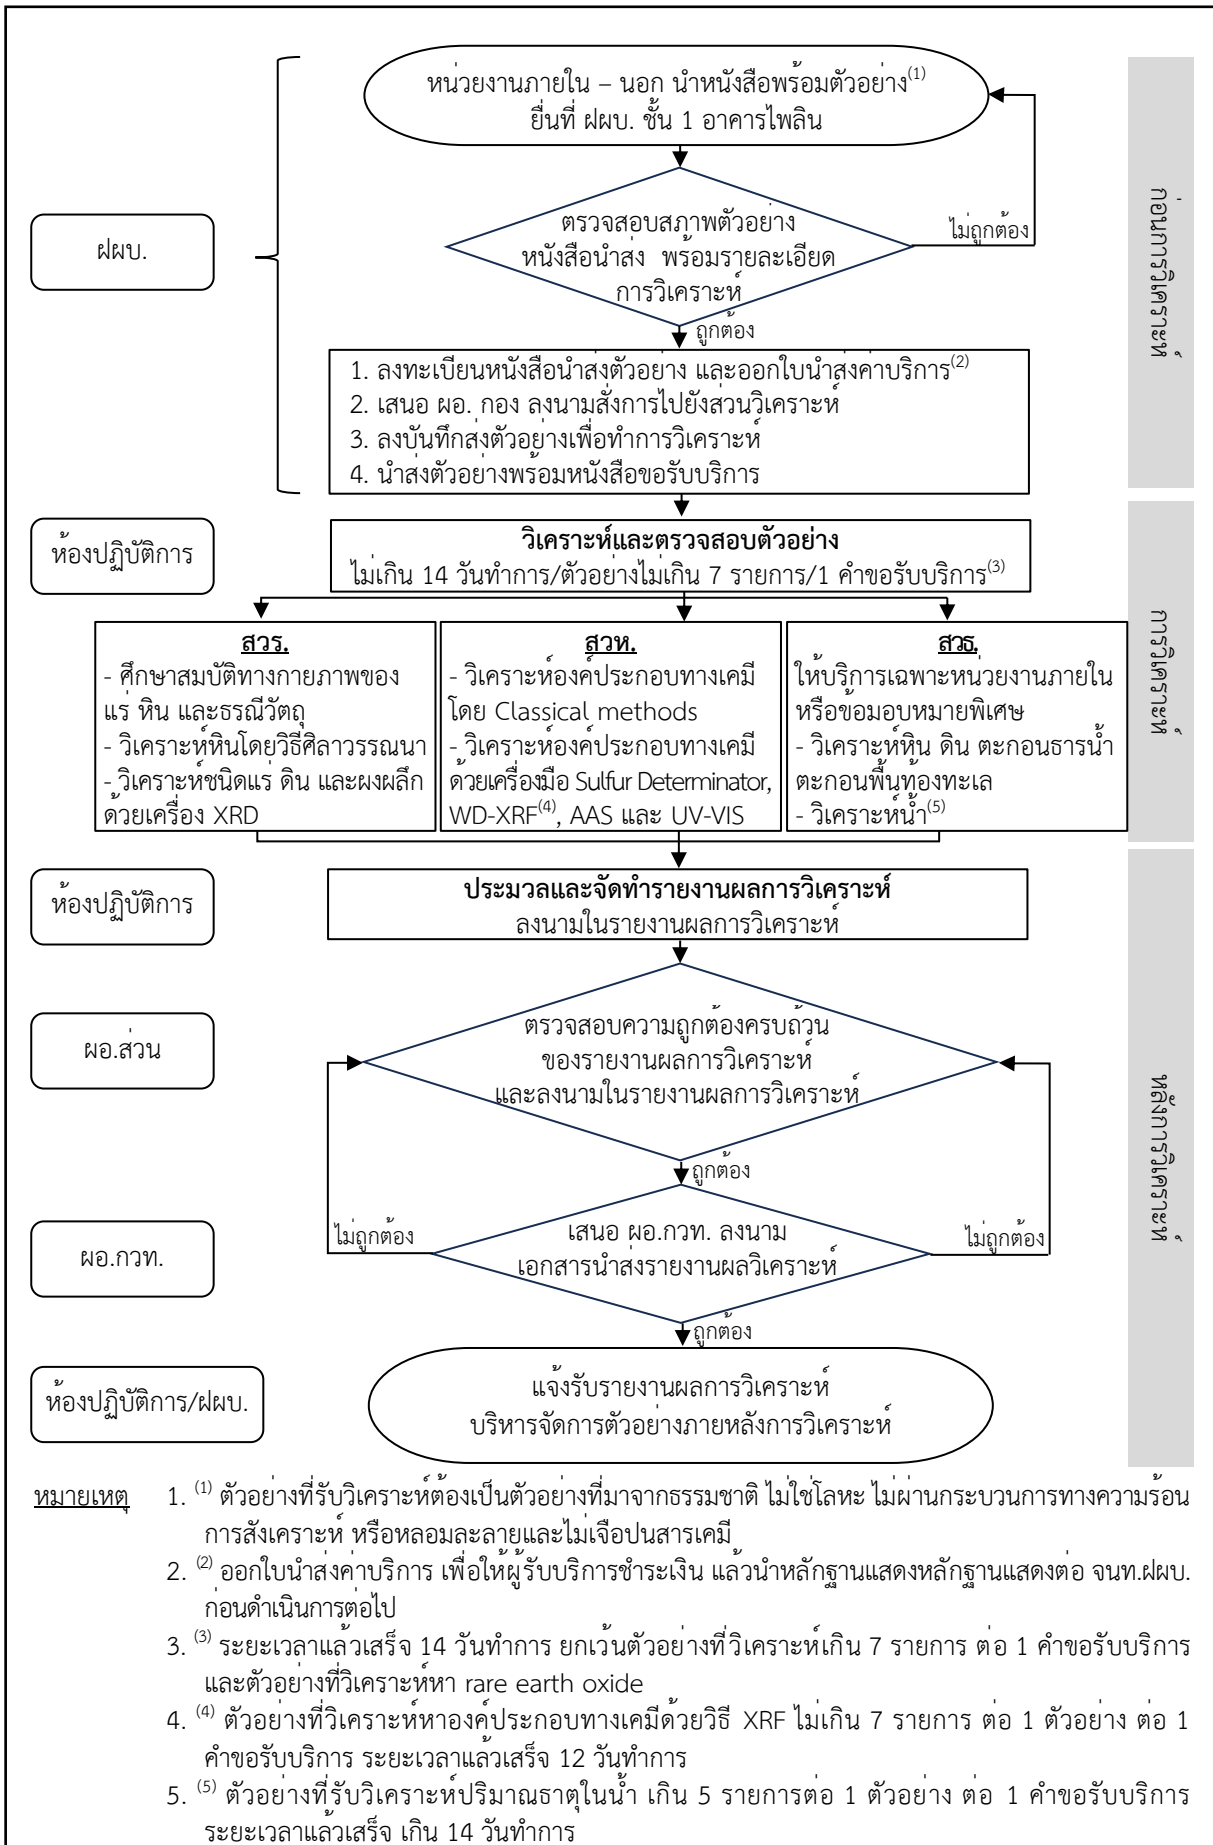 หน่วยงานภายใน – นอก นำหนังสือพร้อมตัวอย่าง(1)
ยื่นที่ ฝผบ. ชั้น 1 อาคารไพลิน
ก่อนการวิเคราะห์
ฝผบ.
ตรวจสอบสภาพตัวอย่าง
หนังสือนำส่ง พร้อมรายละเอียด
การวิเคราะห์
ไม่ถูกต้อง
ถูกต้อง
1. ลงทะเบียนหนังสือนำส่งตัวอย่าง และออกใบนำส่งค่าบริการ(2)
2. เสนอ ผอ. กอง ลงนามสั่งการไปยังส่วนวิเคราะห์
3. ลงบันทึกส่งตัวอย่างเพื่อทำการวิเคราะห์
4. นำส่งตัวอย่างพร้อมหนังสือขอรับบริการ
ห้องปฏิบัติการ
วิเคราะห์และตรวจสอบตัวอย่าง
ไม่เกิน 14 วันทำการ/ตัวอย่างไม่เกิน 7 รายการ/1 คำขอรับบริการ(3)
การวิเคราะห์
สวร.
- ศึกษาสมบัติทางกายภาพของ
แร่ หิน และธรณีวัตถุ
- วิเคราะห์หินโดยวิธีศิลาวรรณนา
- วิเคราะห์ชนิดแร่ ดิน และผงผลึก
ด้วยเครื่อง XRD
สวห.
- วิเคราะห์องค์ประกอบทางเคมี
โดย Classical methods
- วิเคราะห์องค์ประกอบทางเคมี
ด้วยเครื่องมือ Sulfur Determinator,
WD-XRF(4), AAS และ UV-VIS
สวธ.
ให้บริการเฉพาะหน่วยงานภายใน
หรือข้อมอบหมายพิเศษ
- วิเคราะห์หิน ดิน ตะกอนธารน้ำ
ตะกอนพื้นท้องทะเล
- วิเคราะห์น้ำ(5)
ห้องปฏิบัติการ
ประมวลและจัดทำรายงานผลการวิเคราะห์
ลงนามในรายงานผลการวิเคราะห์
หลังการวิเคราะห์
ผอ.ส่วน
ตรวจสอบความถูกต้องครบถ้วน
ของรายงานผลการวิเคราะห์
และลงนามในรายงานผลการวิเคราะห์
ถูกต้อง
ผอ.กวท.
ไม่ถูกต้อง
เสนอ ผอ.กวท. ลงนาม
เอกสารนำส่งรายงานผลวิเคราะห์
ไม่ถูกต้อง
ถูกต้อง
ห้องปฏิบัติการ/ฝผบ.
แจ้งรับรายงานผลการวิเคราะห์
บริหารจัดการตัวอย่างภายหลังการวิเคราะห์
หมายเหตุ 1. (1) ตัวอย่างที่รับวิเคราะห์ต้องเป็นตัวอย่างที่มาจากธรรมชาติ ไม่ใช่โลหะ ไม่ผ่านกระบวนการทางความร้อน
การสังเคราะห์ หรือหลอมละลายและไม่เจือปนสารเคมี
2. (2) ออกใบนำส่งค่าบริการ เพื่อให้ผู้รับบริการชำระเงิน แล้วนำหลักฐานแสดงหลักฐานแสดงต่อ จนท.ฝผบ.
ก่อนดำเนินการต่อไป
3. (3) ระยะเวลาแล้วเสร็จ 14 วันทำการ ยกเว้นตัวอย่างที่วิเคราะห์เกิน 7 รายการ ต่อ 1 คำขอรับบริการ
และตัวอย่างที่วิเคราะห์หา rare earth oxide
4. (4) ตัวอย่างที่วิเคราะห์หาองค์ประกอบทางเคมีด้วยวิธี XRF ไม่เกิน 7 รายการ ต่อ 1 ตัวอย่าง ต่อ 1
คำขอรับบริการ ระยะเวลาแล้วเสร็จ 12 วันทำการ
5. (5) ตัวอย่างที่รับวิเคราะห์ปริมาณธาตุในน้ำ เกิน 5 รายการต่อ 1 ตัวอย่าง ต่อ 1 คำขอรับบริการ
ระยะเวลาแล้วเสร็จ เกิน 14 วันทำการ